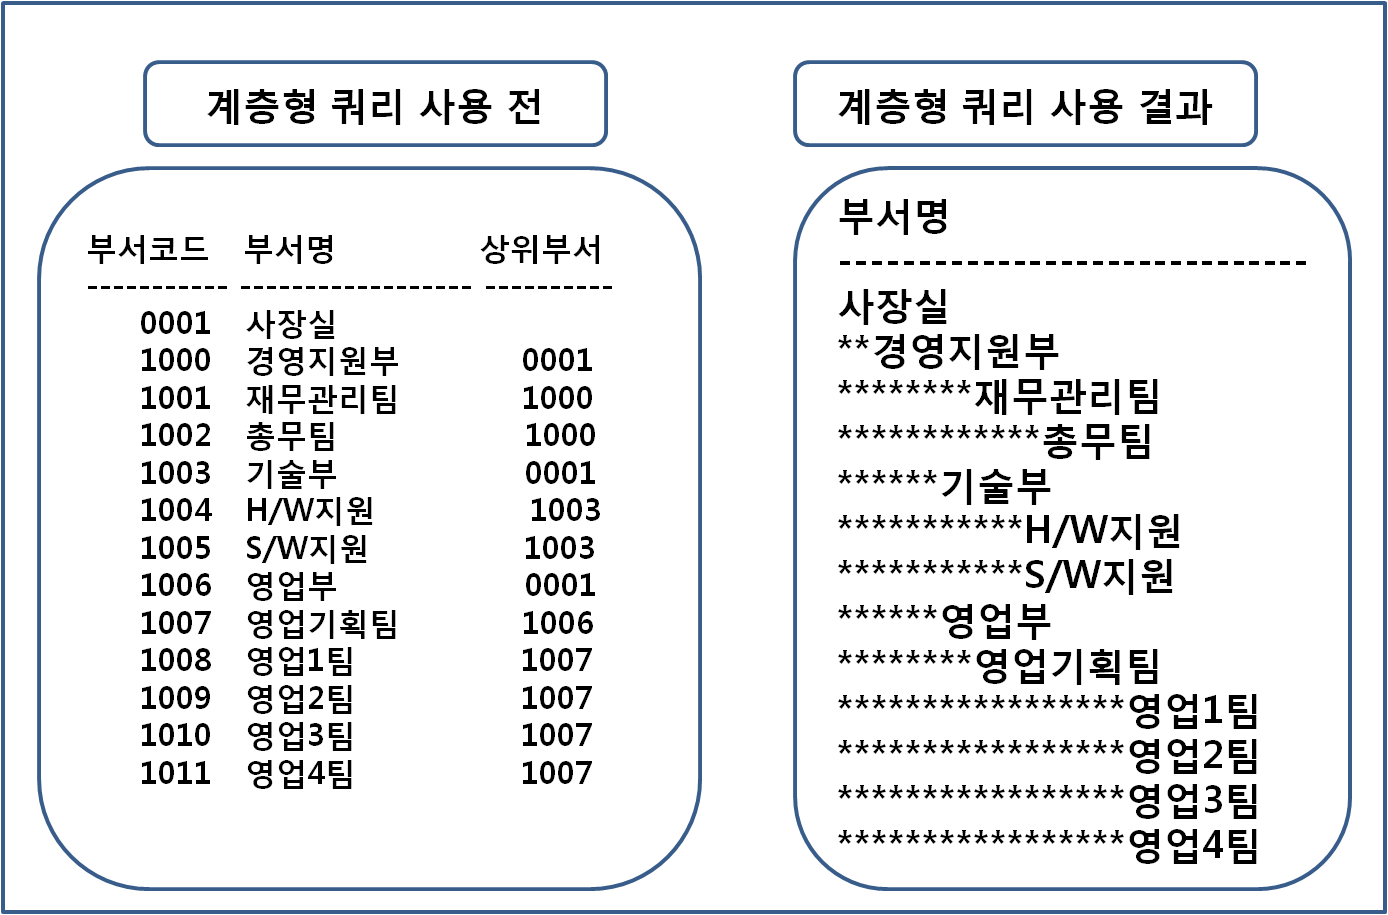 계층형 쿼리 사용 전
부서코드 부서명 상위부서
----------- ------------------ ----------
0001 사장실
1000 경영지원부 0001
1001 재무관리팀 1000
1002 총무팀 1000
1003 기술부 0001
1004 H/W지원 1003
1005 S/W지원 1003
1006 영업부 0001
1007 영업기획팀 1006
1008 영업1팀 1007
1009 영업2팀 1007
1010 영업3팀 1007
1011 영업4팀 1007
계층형 쿼리 사용 결과
부서명
------------------------------
사장실
**경영지원부
********재무관리팀
************총무팀
******기술부
***********H/W지원
***********S/W지원
******영업부
********영업기획팀
*****************영업1팀
*****************영업2팀
*****************영업3팀
*****************영업4팀